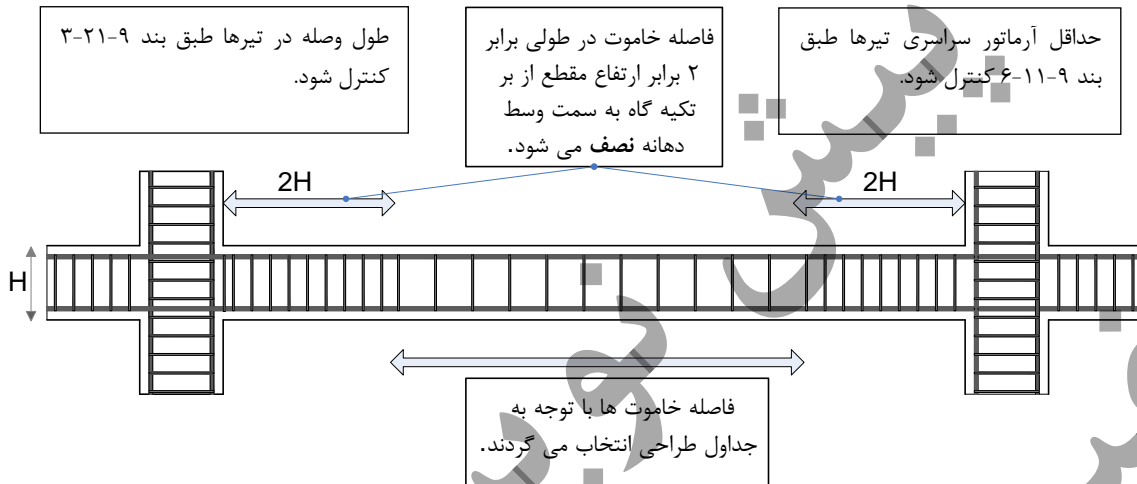 حداقل آرماتور سراسری تیرها طبق
بند ۹-۱۱-۶ کنترل شود.
فاصله خاموت در طولی برابر
۲ برابر ارتفاع مقطع از بر
تکیه گاه به سمت وسط
دهانه نصف می شود.
طول وصله در تیرها طبق بند ۹-۲۱-۳
کنترل شود.
2H
2H
H
فاصله خاموت ها با توجه به
جداول طراحی انتخاب می گردند.